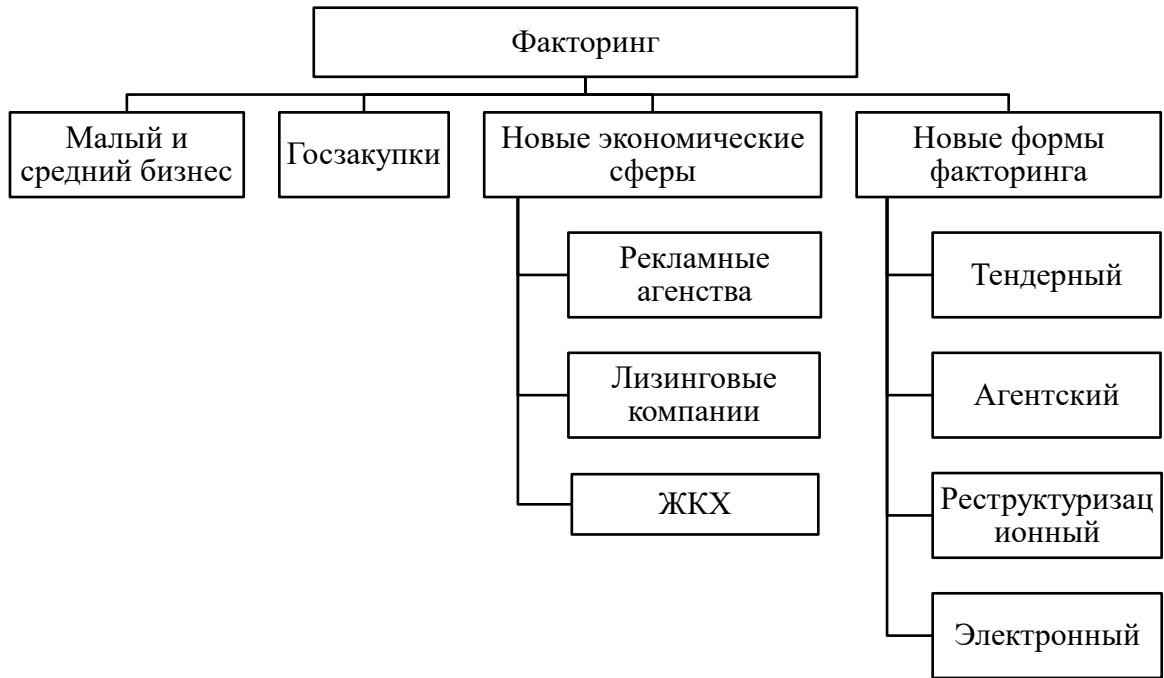 Факторинг
Малый и
средний бизнес
Госзакупки
Новые экономические
сферы
Рекламные
агенства
Лизинговые
компании
ЖКХ
Новые формы
факторинга
Тендерный
Агентский
Реструктуризац
ионный
Электронный